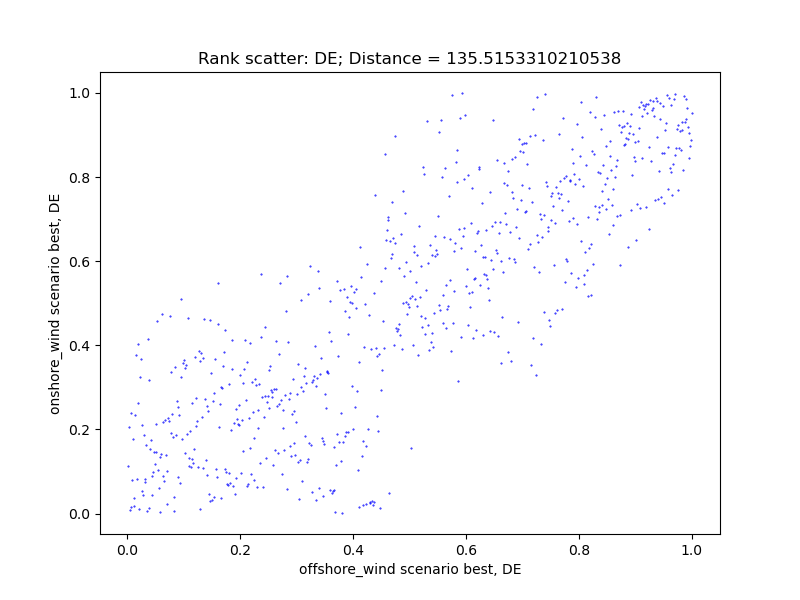 Rank scatter: DE; Distance = 135.5153310210538
1.0
0.8
0.6
0.4
0.2
0.0
onshore_wind scenario best, DE
0.0 0.2 0.4 0.6 0.8 1.0
offshore_wind scenario best, DE